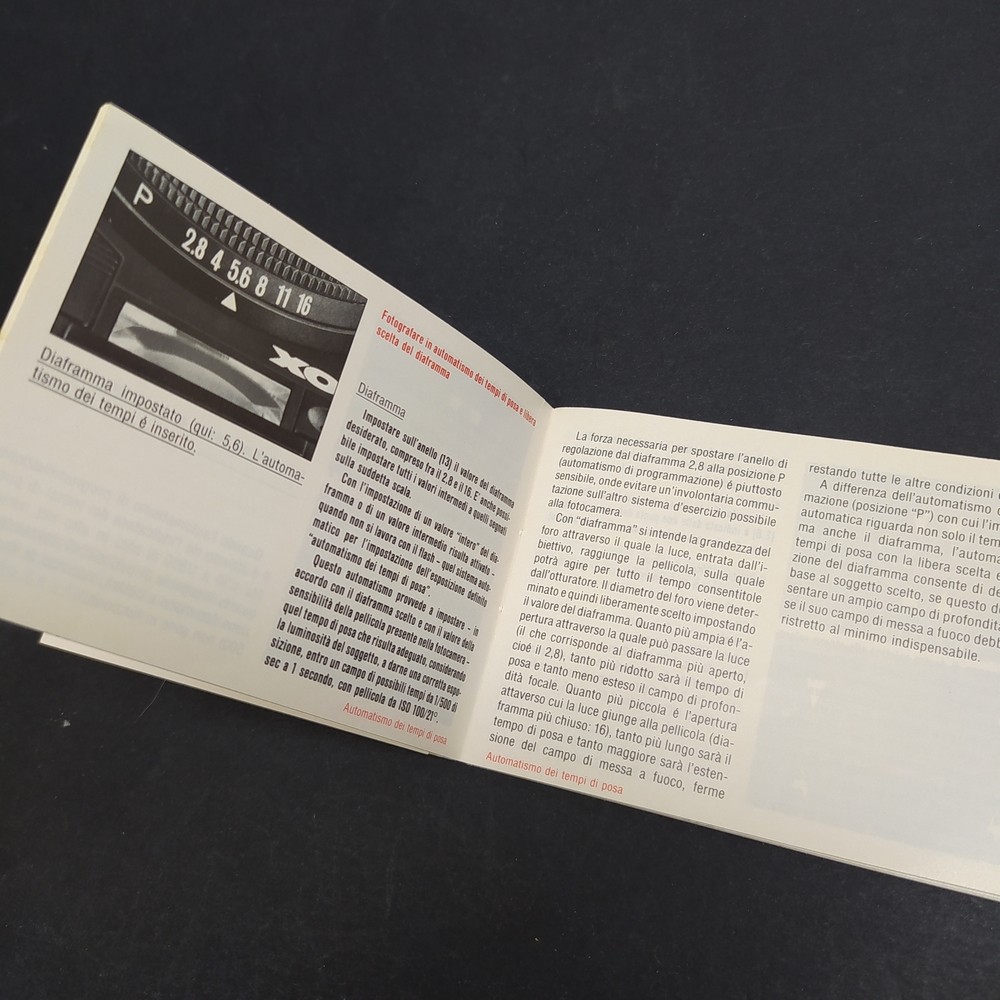 P
2.8 4 5.6 8 11 16
XO
Diaframma impostato (qui: 5,6). L'automa-
tismo dei tempi é inserito.
Fotografare in automatismo dei tempi di posa e libera
scelta del diaframma
Diaframma
Impostare sull'anello (13) il valore del diaframma
desiderato, compreso fra il 2,8 e il 16. E' anche possi-
bile impostare tutti i valori intermedi a quelli segnati
sulla suddetta scala.
Con l'impostazione di un valore "intero" del dia-
framma o di un valore intermedio risulta attivato -
quando non si lavora con il flash - quel sistema auto-
matico per l'impostazione dell'esposizione definito
"automatismo dei tempi di posa".
Questo automatismo provvede a impostare - in
accordo con il diaframma scelto e con il valore della
sensibilità della pellicola presente nella fotocamera -
quel tempo di posa che risulta adeguato, considerando
la luminosità del soggetto, a darne una corretta espo-
sizione, entro un campo di possibili tempi da 1/500 di
sec a 1 secondo, con pellicola da ISO 100/21°.
Automatismo dei tempi di posa
La forza necessaria per spostare l'anello di
regolazione dal diaframma 2,8 alla posizione P
(automatismo di programmazione) é piuttosto
sensibile, onde evitare un'involontaria commu-
tazione sull'altro sistema d'esercizio possibile
alla fotocamera.
Con "diaframma" si intende la grandezza del
foro attraverso il quale la luce, entrata dall'i-
biettivo, raggiunge la pellicola, sulla quale
potrà agire per tutto il tempo consentitole
dall'otturatore. Il diametro del foro viene deter-
minato e quindi liberamente scelto impostando
il valore del diaframma. Quanto più ampia é l'a-
pertura attraverso la quale può passare la luce
(il che corrisponde al diaframma più aperto,
cioé il 2,8), tanto più ridotto sarà il tempo di
posa e tanto meno esteso il campo di profon-
dità focale. Quanto più piccola é l'apertura
attraverso cui la luce giunge alla pellicola (dia-
framma più chiuso: 16), tanto più lungo sarà il
tempo di posa e tanto maggiore sarà l'esten-
sione del campo di messa a fuoco, ferme
Automatismo dei tempi di posa
restando tutte le altre condizioni
A differenza dell'automatismo
mazione (posizione "P") con cui l'im
automatica riguarda non solo il tem
ma anche il diaframma, l'autom
tempi di posa con la libera scelta
zione del diaframma consente di de
base al soggetto scelto, se questo d
sentare un ampio campo di profondit
se il suo campo di messa a fuoco debb
ristretto al minimo indispensabile.